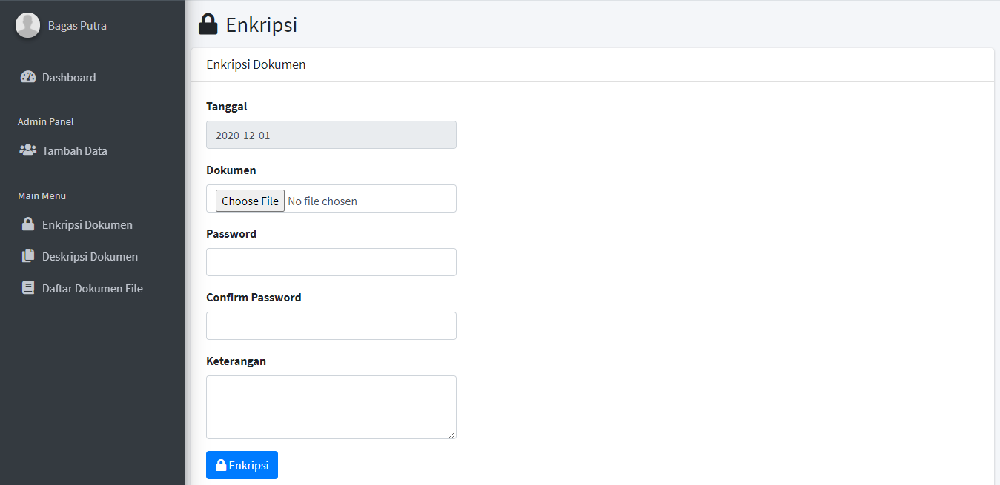 Bagas Putra
Dashboard
Admin Panel
Tambah Data
Main Menu
Enkripsi Dokumen
Deskripsi Dokumen
Daftar Dokumen File
Enkripsi
Enkripsi Dokumen
Tanggal
2020-12-01
Dokumen
Choose File No file chosen
Password
Confirm Password
Keterangan
Enkripsi